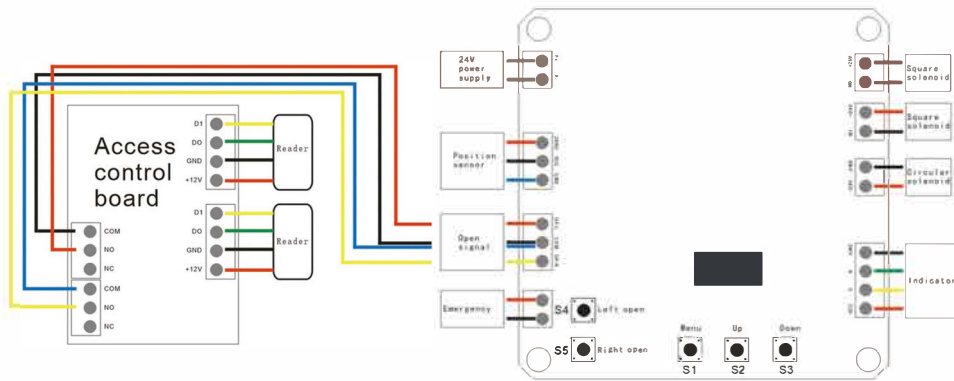 Access
control
board
D1
D0
GND
+12V
Reader
D1
D0
GND
+12V
Reader
COM
NO
NC
COM
NO
NC
24V
power
supply
Position
sensor
Open
signal
Emergency
S4
Left open
S5
Right open
Menu
Up
Down
S1
S2
S3
Square
solenoid
Square
solenoid
Circular
solenoid
Indicator